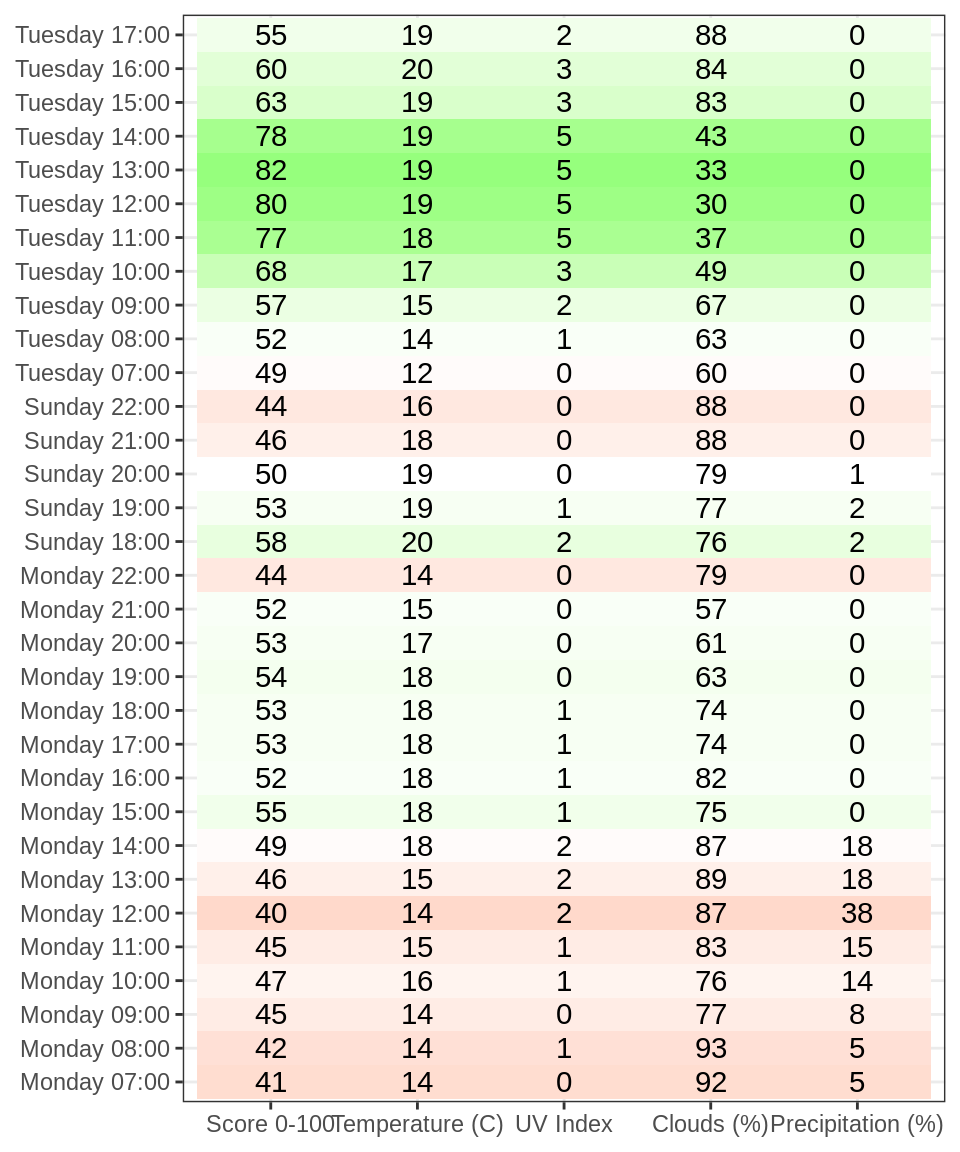 Tuesday 17:00 55 19 2 88 0
Tuesday 16:00 60 20 3 84 0
Tuesday 15:00 63 19 3 83 0
Tuesday 14:00 78 19 5 43 0
Tuesday 13:00 82 19 5 33 0
Tuesday 12:00 80 19 5 30 0
Tuesday 11:00 77 18 5 37 0
Tuesday 10:00 68 17 3 49 0
Tuesday 09:00 57 15 2 67 0
Tuesday 08:00 52 14 1 63 0
Tuesday 07:00 49 12 0 60 0
Sunday 22:00 44 16 0 88 0
Sunday 21:00 46 18 0 88 0
Sunday 20:00 50 19 0 79 1
Sunday 19:00 53 19 1 77 2
Sunday 18:00 58 20 2 76 2
Monday 22:00 44 14 0 79 0
Monday 21:00 52 15 0 57 0
Monday 20:00 53 17 0 61 0
Monday 19:00 54 18 0 63 0
Monday 18:00 53 18 1 74 0
Monday 17:00 53 18 1 74 0
Monday 16:00 52 18 1 82 0
Monday 15:00 55 18 1 75 0
Monday 14:00 49 18 2 87 18
Monday 13:00 46 15 2 89 18
Monday 12:00 40 14 2 87 38
Monday 11:00 45 15 1 83 15
Monday 10:00 47 16 1 76 14
Monday 09:00 45 14 0 77 8
Monday 08:00 42 14 1 93 5
Monday 07:00 41 14 0 92 5
Score 0-100 Temperature (C) UV Index Clouds (%) Precipitation (%)